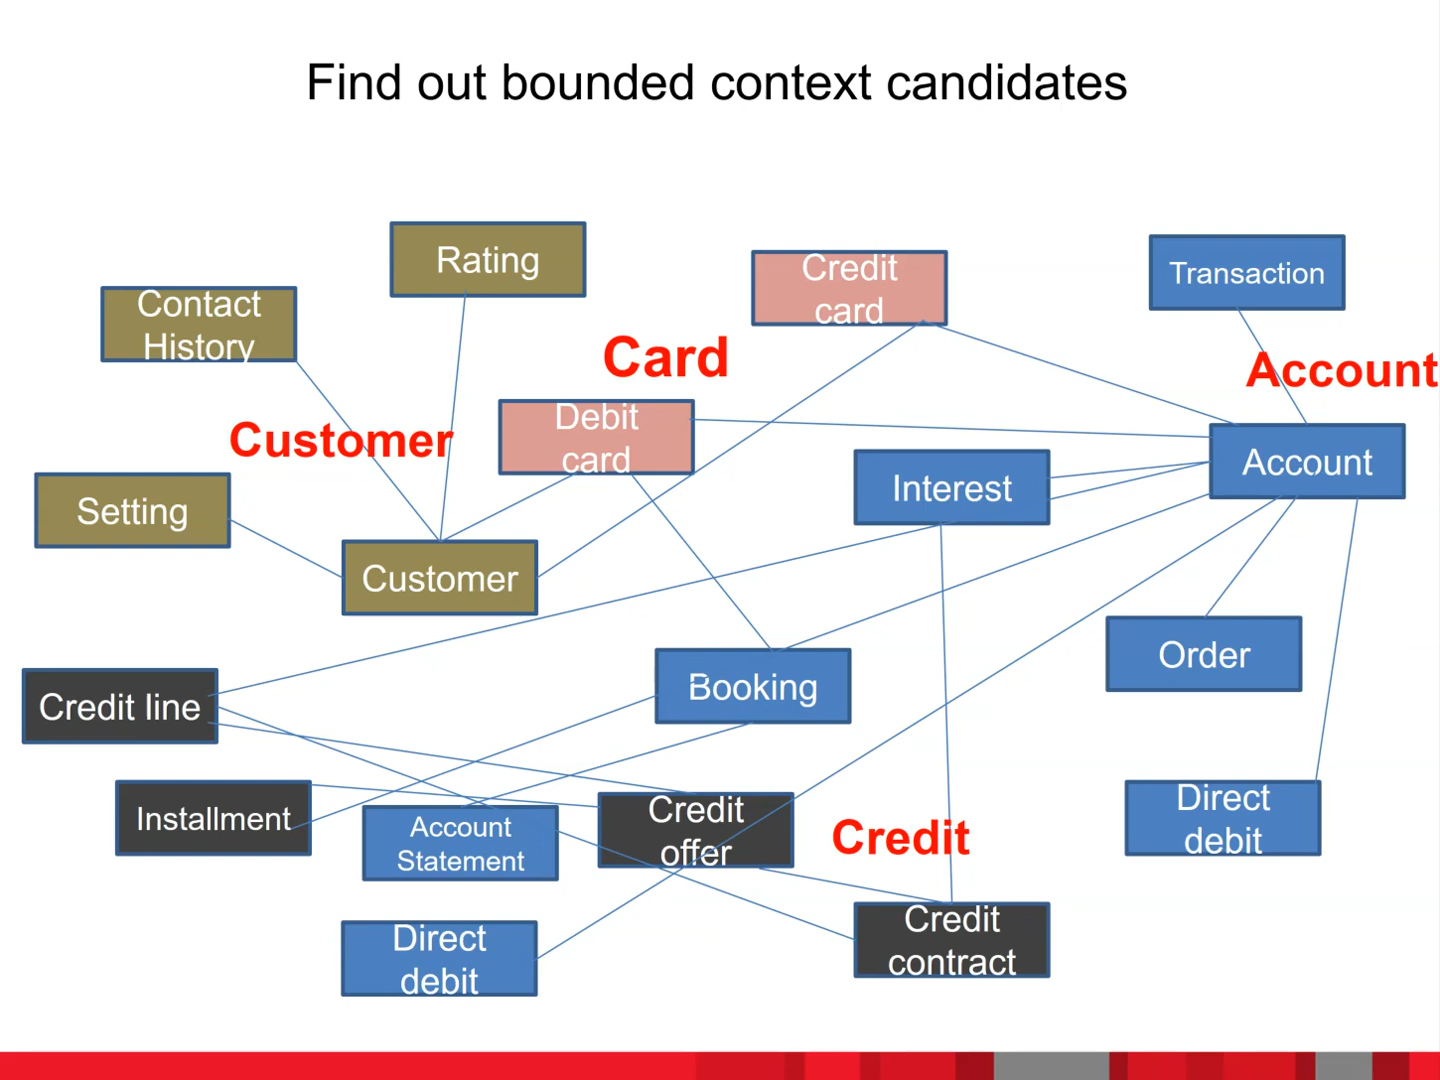 Find out bounded context candidates
Rating
Contact
History
Credit
card
Transaction
Card
Account
Customer
Debit
card
Account
Interest
Setting
Customer
Order
Booking
Credit line
Installment
Account
Statement
Credit
offer
Credit
Direct
debit
Direct
debit
Credit
contract